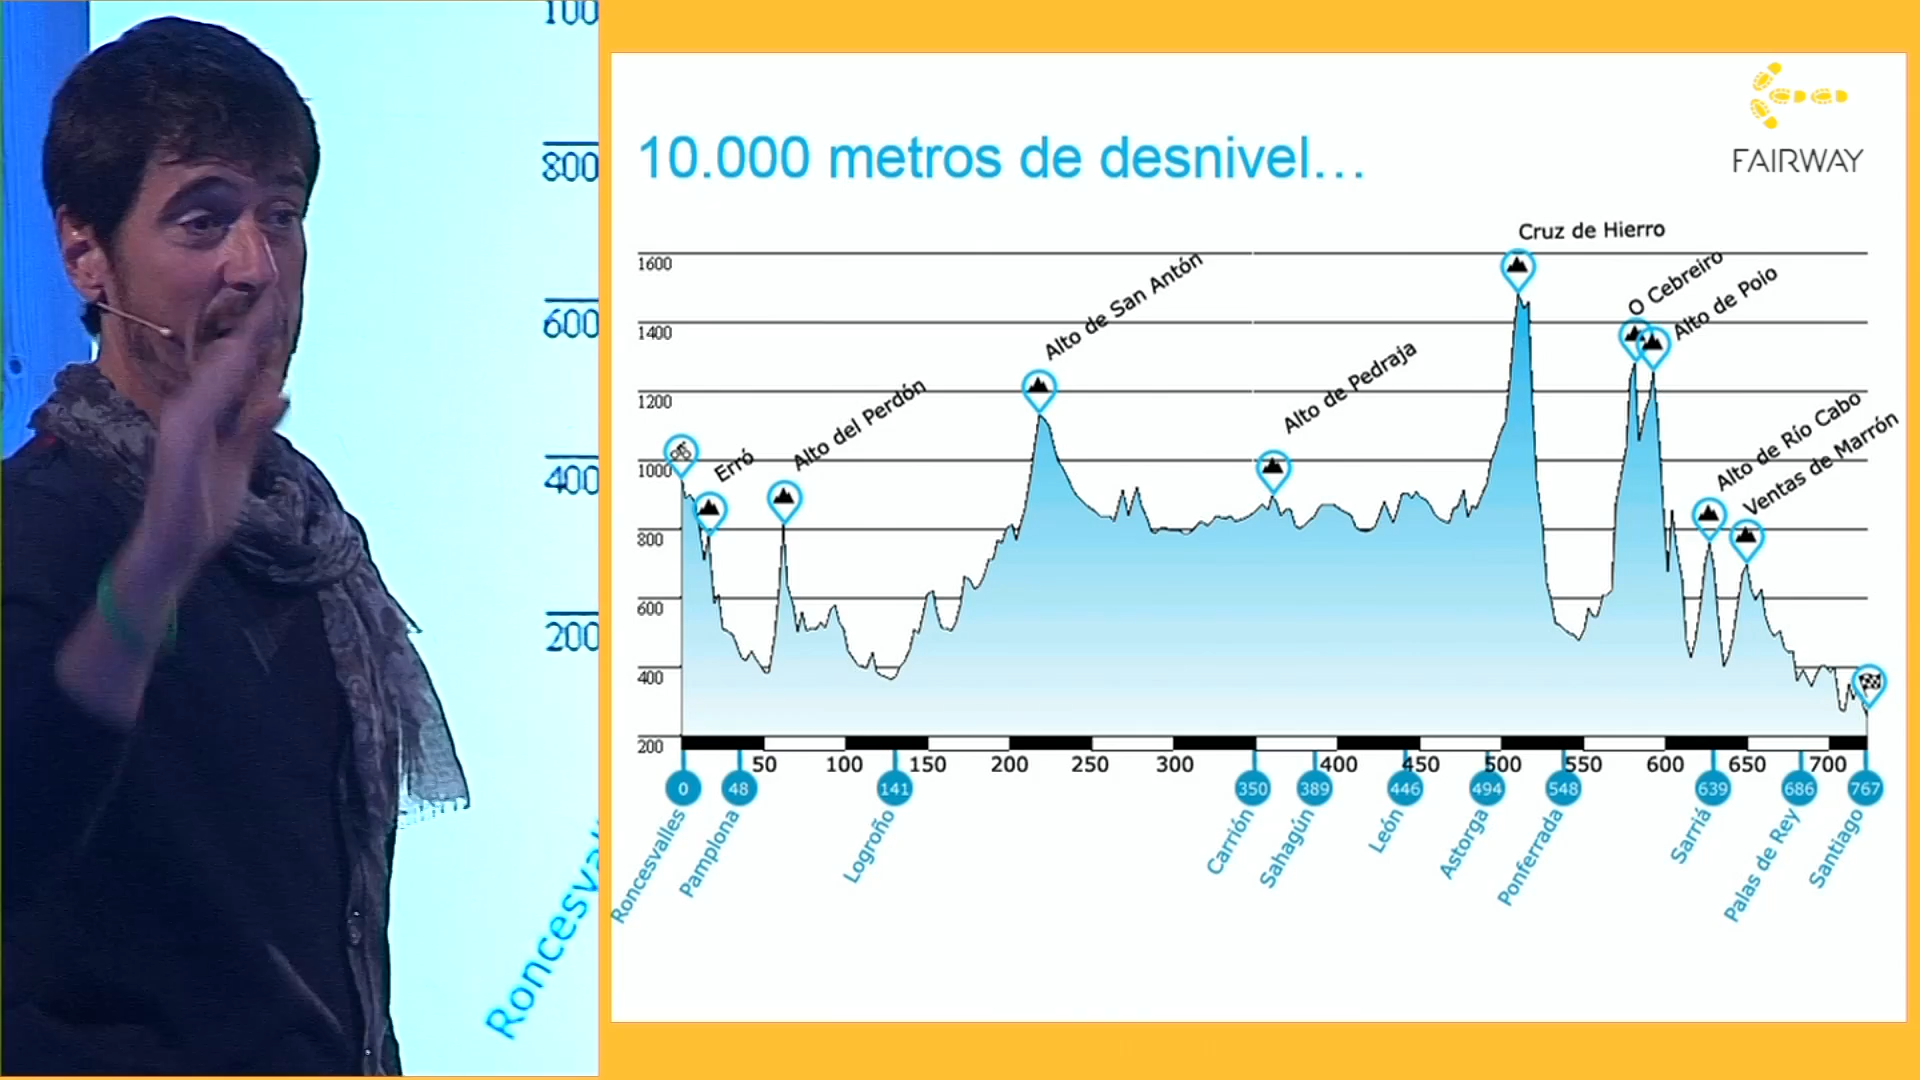 100
800
600
400
200
Roncesva
FAIRWAY
10.000 metros de desnivel...
Cruz de Hierro
1600
Alto de San Antón
O Cebreiro
Alto de Poio
1400
Alto de Pedraja
1200
Alto del Perdón
Alto de Río Cabo
Ventas de Marrón
1000
Erró
800
600
400
200
50 100 150 200 250 300 400 450 500 550 600 650 700
0 48 141 350 389 446 494 548 639 686 767
Roncesvalles
Pamplona
Logroño
Carrión
Sahagún
León
Astorga
Ponferrada
Sarriá
Palas de Rey
Santiago